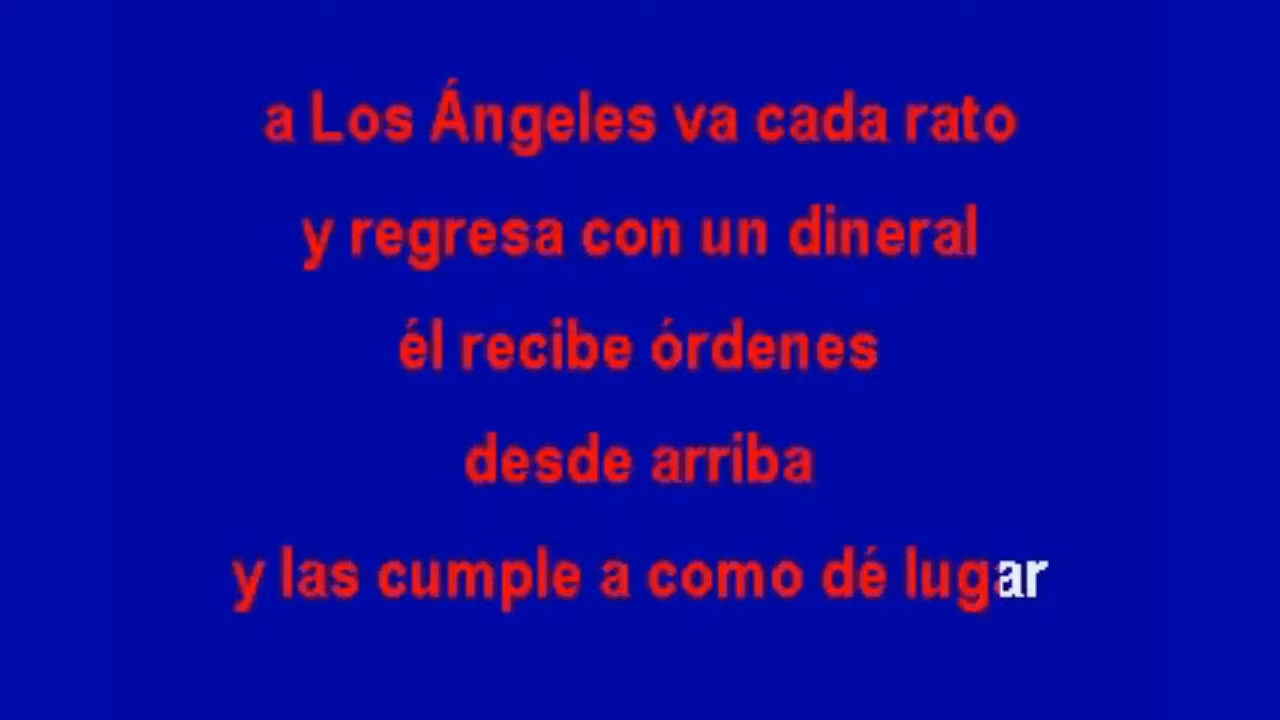 a Los Ángeles va cada rato
y regresa con un dineral
él recibe órdenes
desde arriba
y las cumple a como dé lugar